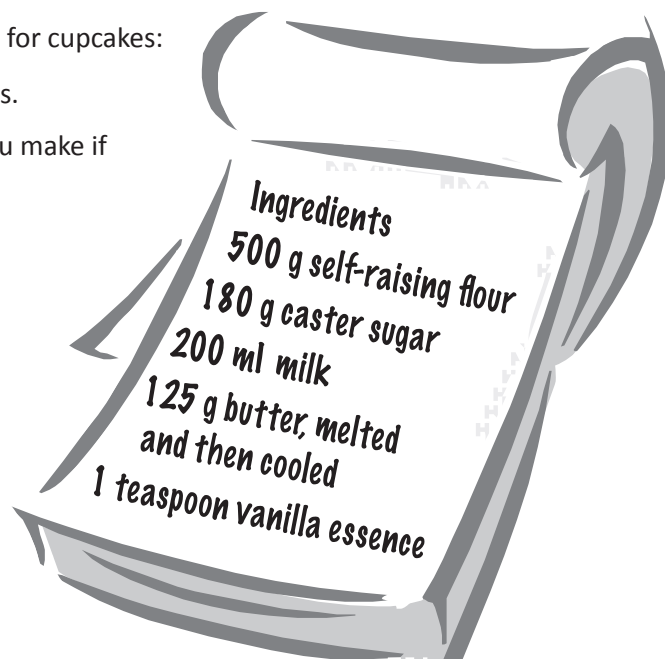 for cupcakes:
s.
u make if
Ingredients
500 g self-raising flour
180 g caster sugar
200 ml milk
125 g butter, melted
and then cooled
1 teaspoon vanilla essence